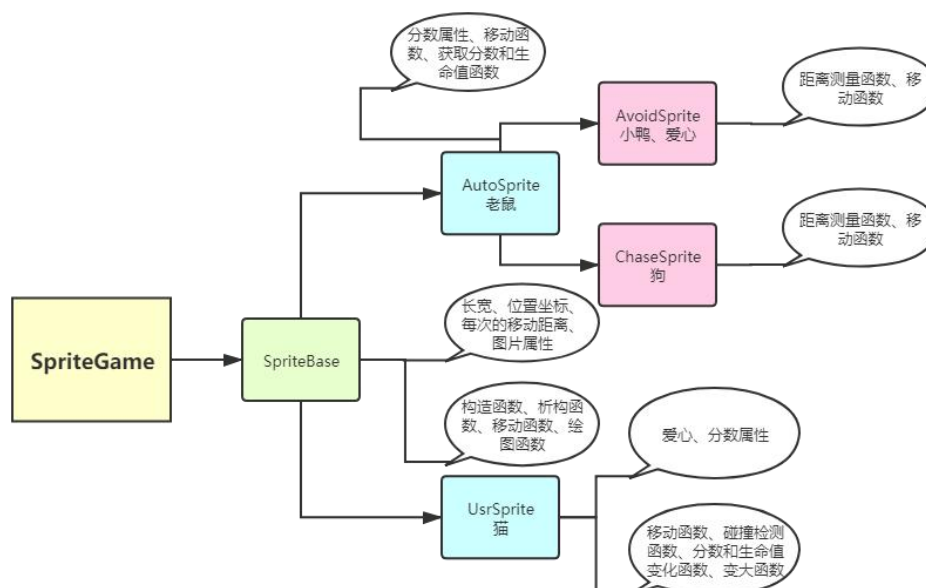 分数属性、移动函
数、获取分数和生
命值函数
距离测量函数、移
动函数
AvoidSprite
小鸭、爱心
AutoSprite
老鼠
距离测量函数、移
动函数
ChaseSprite
狗
长宽、位置坐标、
每次的移动距离、
图片属性
SpriteGame
SpriteBase
构造函数、析构函
数、移动函数、绘
图函数
爱心、分数属性
UsrSprite
猫
移动函数、碰撞检测
函数、分数和生命值
变化函数、变大函数